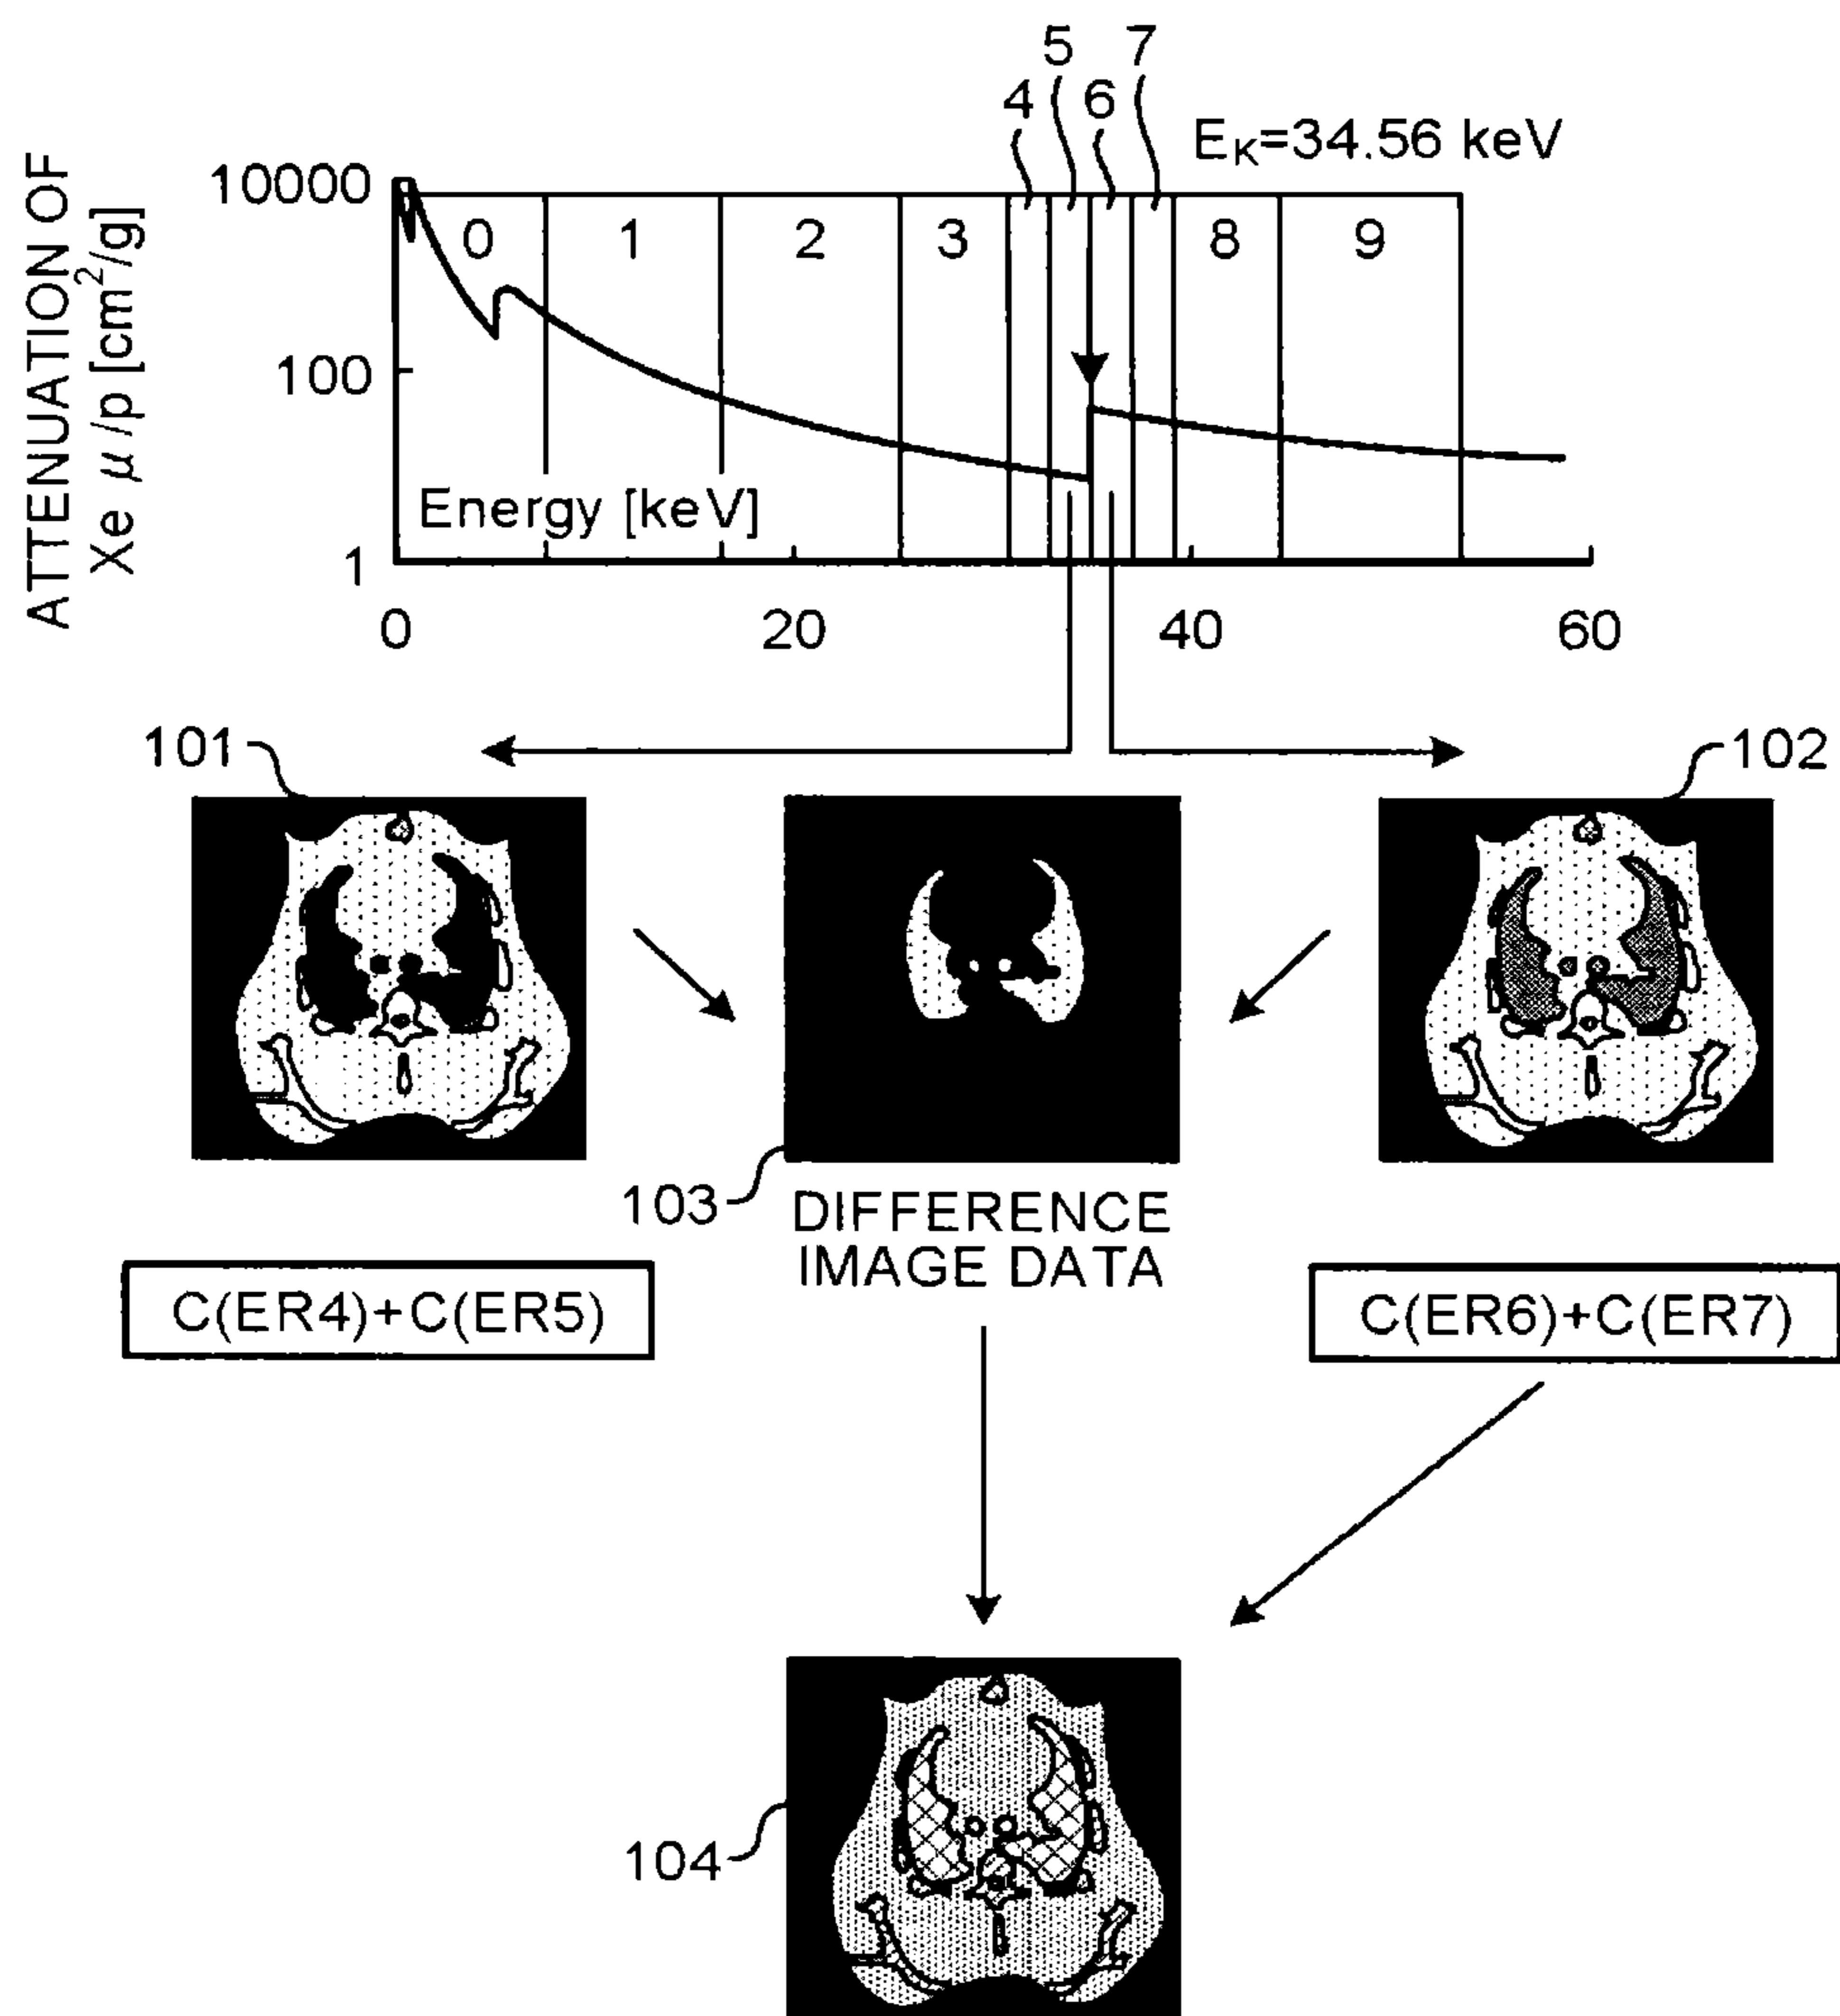 5 7
4 6
E_K=34.56 keV
ATTENUATION OF
Xe μ/p [cm²/g]
10000
100
1
0 1 2 3 8 9
Energy [keV]
0 20 40 60
101
102
103
DIFFERENCE
IMAGE DATA
C(ER4)+C(ER5)
C(ER6)+C(ER7)
104